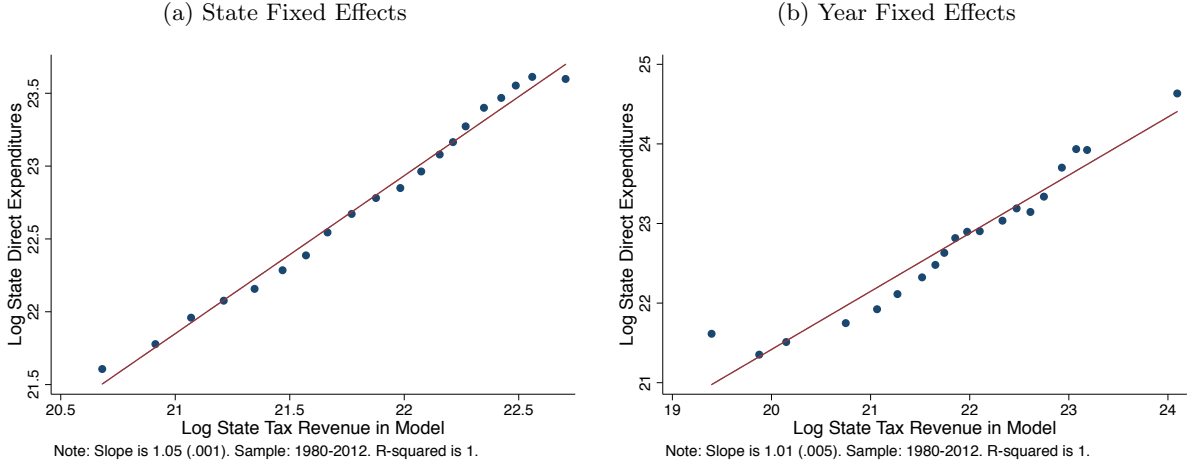 (a) State Fixed Effects
Log State Direct Expenditures
23.5
23
22.5
22
21.5
20.5 21 21.5 22 22.5
Log State Tax Revenue in Model
Note: Slope is 1.05 (.001). Sample: 1980-2012. R-squared is 1.
(b) Year Fixed Effects
Log State Direct Expenditures
25
24
23
22
21
19 20 21 22 23 24
Log State Tax Revenue in Model
Note: Slope is 1.01 (.005). Sample: 1980-2012. R-squared is 1.